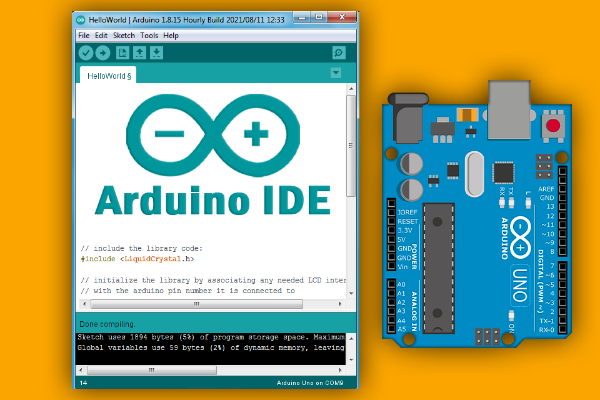 HelloWorld | Arduino 1.8.15 Hourly Build 2021/08/11 12:33
File Edit Sketch Tools Help
HelloWorld §
Arduino IDE
// include the library code:
#include <LiquidCrystal.h>
// initialize the library by associating any needed LCD inter
// with the arduino pin number it is connected to
Done compiling.
Sketch uses 1894 bytes (5%) of program storage space. Maximum
Global variables use 59 bytes (2%) of dynamic memory, leaving
14
Arduino Uno on COM9
RX
TX
L
AREF
GND
13
12
~11
~10
~9
8
7
~6
~5
4
~3
2
TX-1
RX-0
DIGITAL (PWM ~)
ARDUINO
UNO
ON
IOREF
RESET
3.3V
5V
GND
GND
Vin
POWER
A0
A1
A2
A3
A4
A5
ANALOG IN